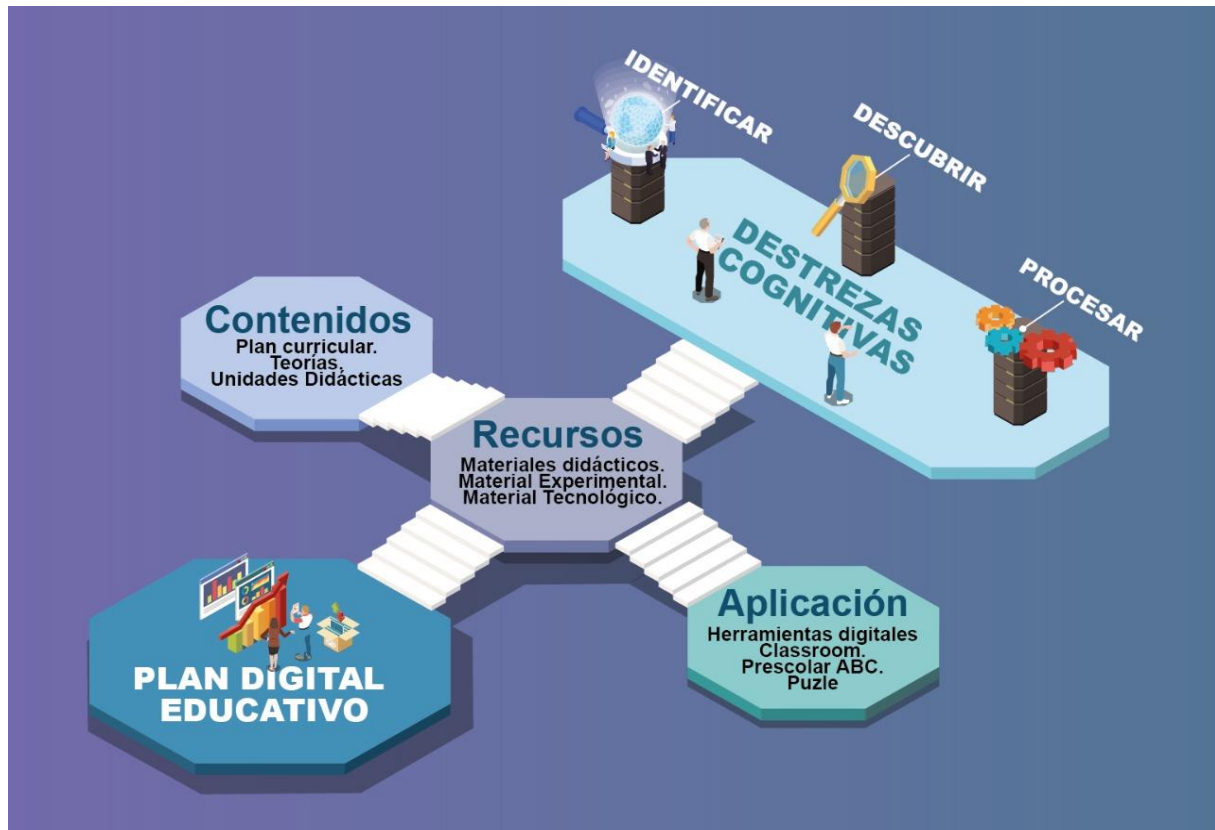 IDENTIFICAR
DESCUBRIR
PROCESAR
DESTREZAS
COGNITIVAS
Contenidos
Plan curricular.
Teorías.
Unidades Didácticas
Recursos
Materiales didácticos.
Material Experimental.
Material Tecnológico.
Aplicación
Herramientas digitales
Classroom.
Prescolar ABC.
Puzle
PLAN DIGITAL
EDUCATIVO